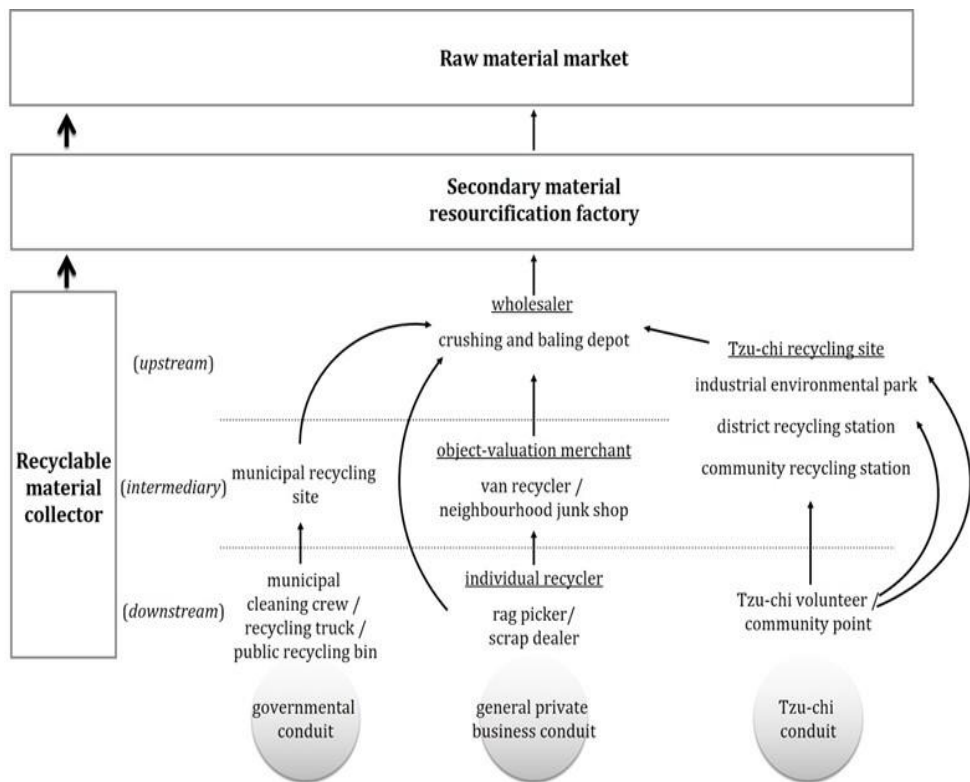 Raw material market
Secondary material
resourcification factory
Recyclable
material
collector
(upstream)
(intermediary)
(downstream)
wholesaler
crushing and baling depot
Tzu-chi recycling site
industrial environmental park
district recycling station
community recycling station
municipal recycling
site
object-valuation merchant
van recycler /
neighbourhood junk shop
municipal
cleaning crew /
recycling truck /
public recycling bin
individual recycler
rag picker/
scrap dealer
Tzu-chi volunteer /
community point
governmental
conduit
general private
business conduit
Tzu-chi
conduit